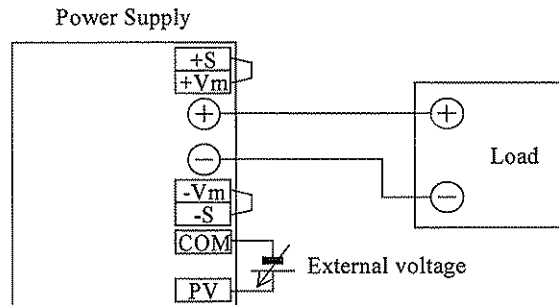 Power Supply
+S
+Vm
+
+
−
Load
-Vm
−
-S
COM
External voltage
PV